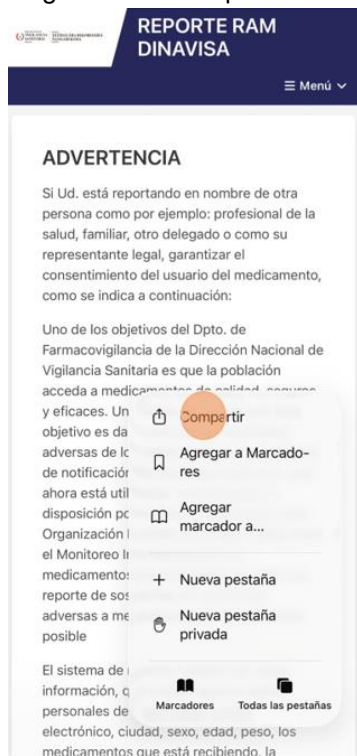 REPORTE RAM
DINAVISA
VIGILANCIA
SANITARIA
☰ Menú
ADVERTENCIA
Si Ud. está reportando en nombre de otra
persona como por ejemplo: profesional de la
salud, familiar, otro delegado o como su
representante legal, garantizar el
consentimiento del usuario del medicamento,
como se indica a continuación:
Uno de los objetivos del Dpto. de
Farmacovigilancia de la Dirección Nacional de
Vigilancia Sanitaria es que la población
acceda a medicamentos de calidad, seguros
y eficaces. Un
objetivo es da
adversas de lo
de notificació
ahora está util
disposición po
Organización
el Monitoreo
medicamentos
reporte de sos
adversas a me
posible
Compartir
Agregar a Marcado-
res
Agregar
marcador a...
Nueva pestaña
Nueva pestaña
privada
Marcadores Todas las pestañas
El sistema de
información, q
personales de
electrónico, ciudad, sexo, edad, peso, los
medicamentos que está recibiendo, la